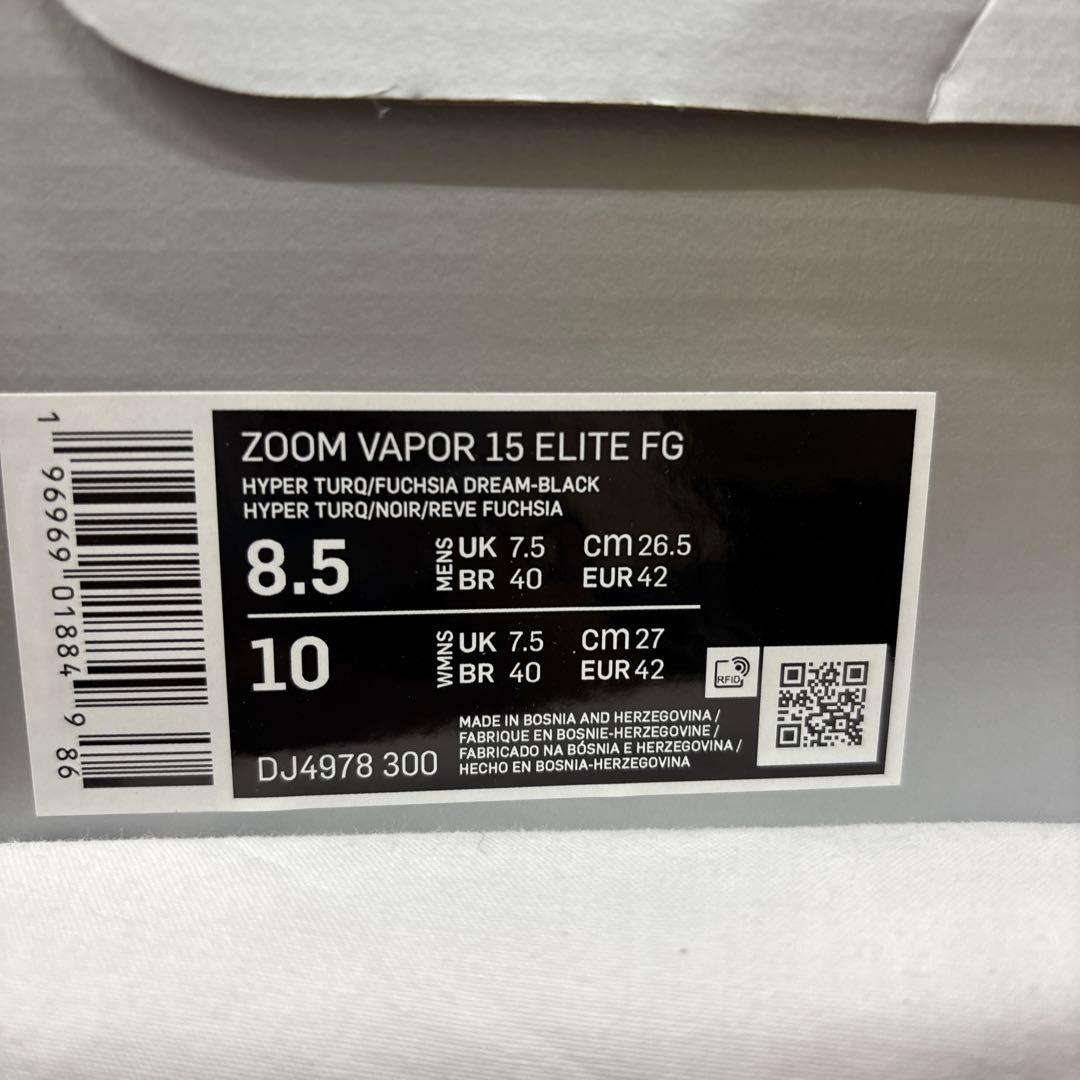 1 96969 01884 9 86
ZOOM VAPOR 15 ELITE FG
HYPER TURQ/FUCHSIA DREAM-BLACK
HYPER TURQ/NOIR/REVE FUCHSIA
8.5 MENS UK 7.5 cm 26.5
BR 40 EUR 42
10 WMNS UK 7.5 cm 27
BR 40 EUR 42
RFID
DJ4978 300
MADE IN BOSNIA AND HERZEGOVINA /
FABRIQUE EN BOSNIE-HERZEGOVINE /
FABRICADO NA BÓSNIA E HERZEGOVINA /
HECHO EN BOSNIA-HERZEGOVINA